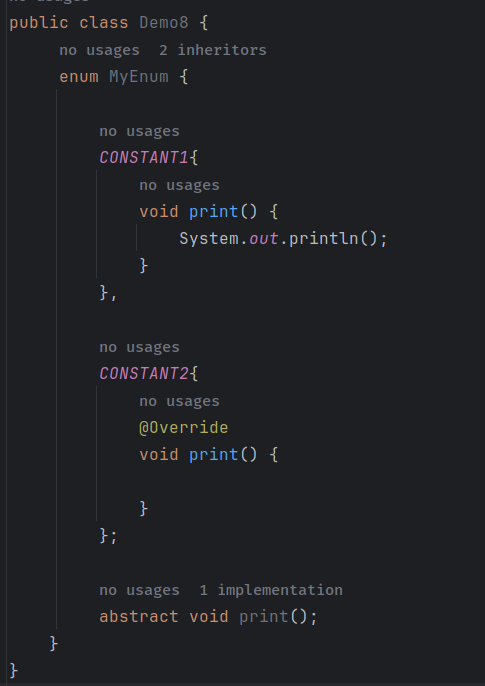 no usages
public class Demo8 {
no usages 2 inheritors
enum MyEnum {
no usages
CONSTANT1{
no usages
void print() {
System.out.println();
}
},
no usages
CONSTANT2{
no usages
@Override
void print() {
}
};
no usages 1 implementation
abstract void print();
}
}